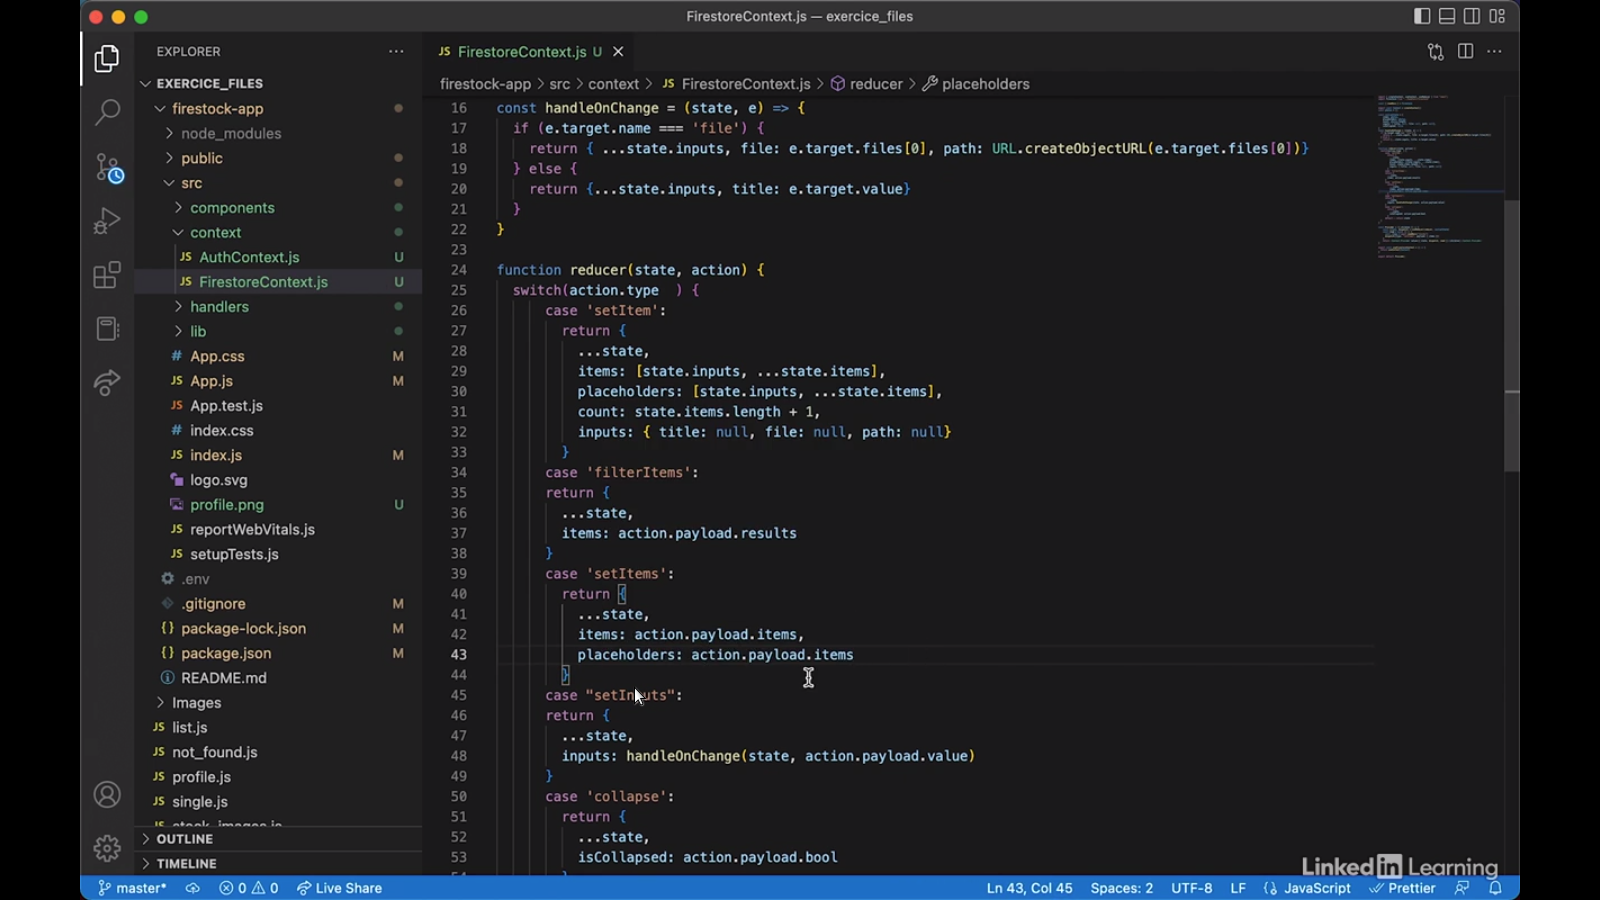 FirestoreContext.js — exercice_files
EXPLORER
EXERCICE_FILES
firestock-app
node_modules
public
src
components
context
JS AuthContext.js U
JS FirestoreContext.js U
handlers
lib
# App.css M
JS App.js M
JS App.test.js
# index.css
JS index.js M
logo.svg
profile.png U
JS reportWebVitals.js
JS setupTests.js
.env
.gitignore M
{} package-lock.json M
{} package.json M
README.md
Images
JS list.js
JS not_found.js
JS profile.js
JS single.js
JS stock_images.js
OUTLINE
TIMELINE
JS FirestoreContext.js U
firestock-app > src > context > JS FirestoreContext.js > reducer > placeholders
16 const handleOnChange = (state, e) => {
17 if (e.target.name === 'file') {
18 return { ...state.inputs, file: e.target.files[0], path: URL.createObjectURL(e.target.files[0])}
19 } else {
20 return {...state.inputs, title: e.target.value}
21 }
22 }
23
24 function reducer(state, action) {
25 switch(action.type ) {
26 case 'setItem':
27 return {
28 ...state,
29 items: [state.inputs, ...state.items],
30 placeholders: [state.inputs, ...state.items],
31 count: state.items.length + 1,
32 inputs: { title: null, file: null, path: null}
33 }
34 case 'filterItems':
35 return {
36 ...state,
37 items: action.payload.results
38 }
39 case 'setItems':
40 return {
41 ...state,
42 items: action.payload.items,
43 placeholders: action.payload.items
44 }
45 case "setInputs":
46 return {
47 ...state,
48 inputs: handleOnChange(state, action.payload.value)
49 }
50 case 'collapse':
51 return {
52 ...state,
53 isCollapsed: action.payload.bool
LinkedIn Learning
master* 0 0 Live Share Ln 43, Col 45 Spaces: 2 UTF-8 LF JavaScript Prettier